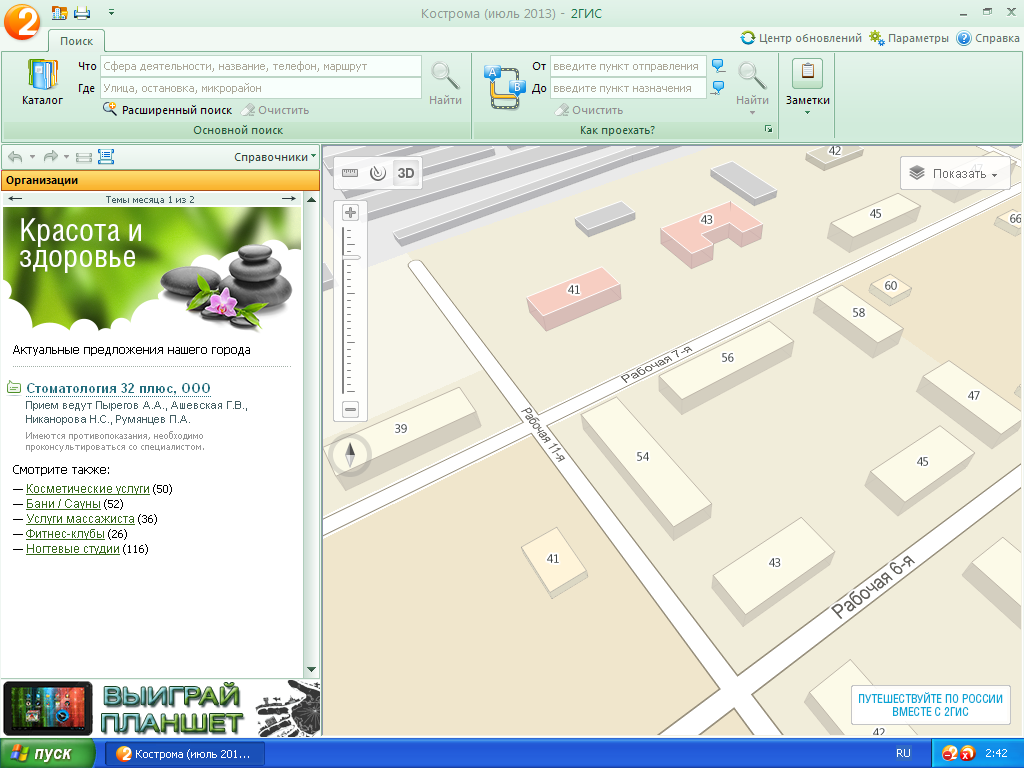 Кострома (июль 2013) - 2ГИС
Поиск
Центр обновлений
Параметры
Справка
Каталог
Что
Сфера деятельности, название, телефон, маршрут
Где
Улица, остановка, микрорайон
Расширенный поиск
Очистить
Найти
Основной поиск
От
введите пункт отправления
До
введите пункт назначения
Очистить
Найти
Как проехать?
Заметки
Справочники
Организации
Темы месяца 1 из 2
Красота и
здоровье
Актуальные предложения нашего города
Стоматология 32 плюс, ООО
Прием ведут Пырегов А.А., Ашевская Г.В.,
Никанорова Н.С., Румянцев П.А.
Имеются противопоказания, необходимо
проконсультироваться со специалистом.
Смотрите также:
— Косметические услуги (50)
— Бани / Сауны (52)
— Услуги массажиста (36)
— Фитнес-клубы (26)
— Ногтевые студии (116)
ВЫИГРАЙ
ПЛАНШЕТ
3D
Показать
42
43
45
66
41
60
58
56
Рабочая 7-я
47
39
Рабочая 11-я
54
45
41
43
Рабочая 6-я
42
ПУТЕШЕСТВУЙТЕ ПО РОССИИ
ВМЕСТЕ С 2ГИС
пуск
Кострома (июль 201...
RU
2:42